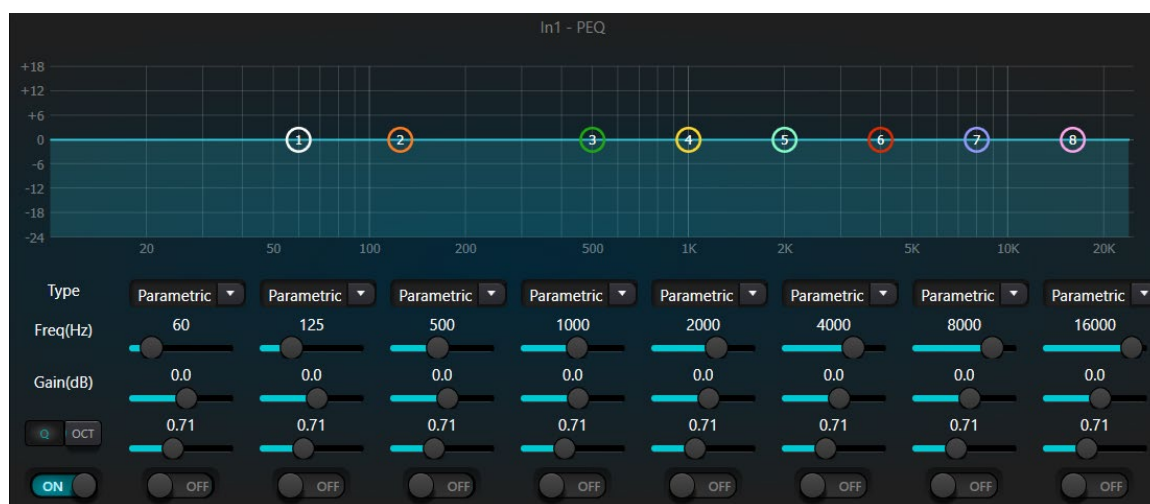 In1 - PEQ
+18
+12
+6
0
-6
-12
-18
-24
1 2 3 4 5 6 7 8
20 50 100 200 500 1K 2K 5K 10K 20K
Type Parametric Parametric Parametric Parametric Parametric Parametric Parametric Parametric
Freq(Hz) 60 125 500 1000 2000 4000 8000 16000
Gain(dB) 0.0 0.0 0.0 0.0 0.0 0.0 0.0 0.0
Q OCT 0.71 0.71 0.71 0.71 0.71 0.71 0.71 0.71
ON OFF OFF OFF OFF OFF OFF OFF OFF